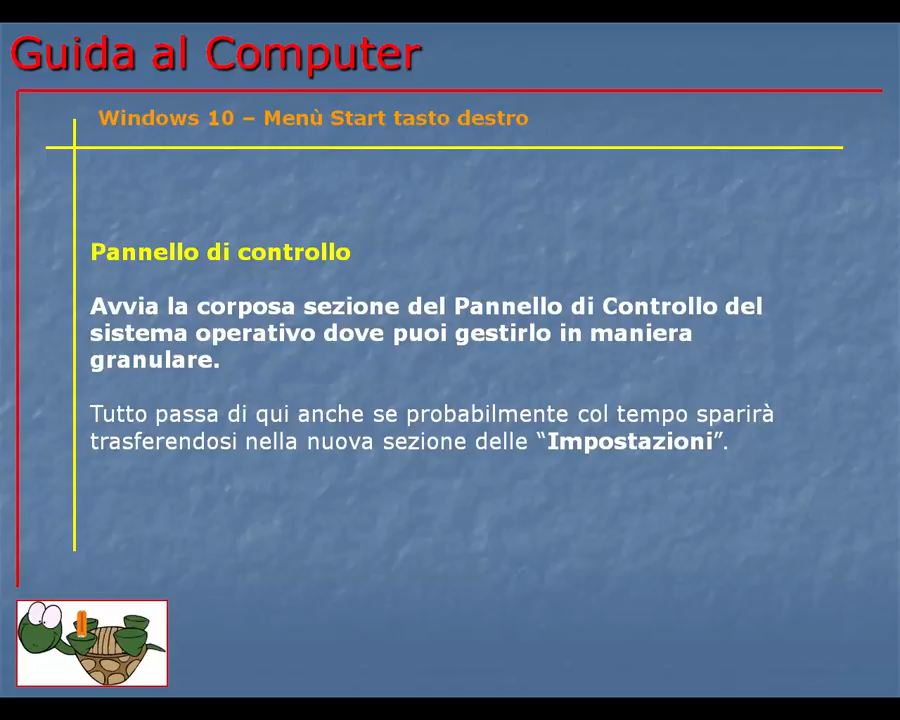 Guida al Computer
Windows 10 – Menù Start tasto destro
Pannello di controllo
Avvia la corposa sezione del Pannello di Controllo del
sistema operativo dove puoi gestirlo in maniera
granulare.
Tutto passa di qui anche se probabilmente col tempo sparirà
trasferendosi nella nuova sezione delle “Impostazioni”.